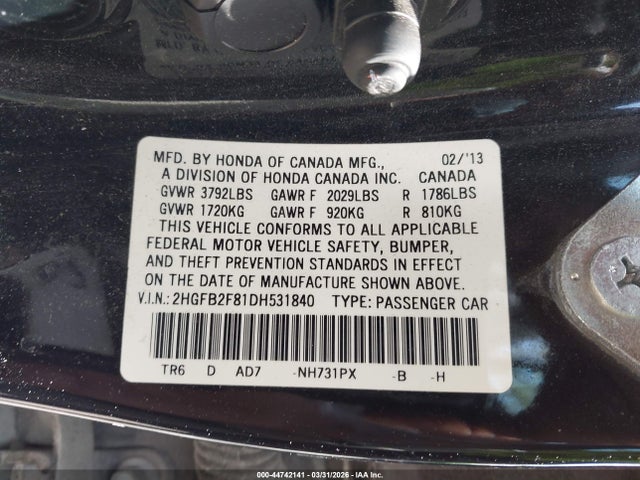 MFD. BY HONDA OF CANADA MFG., 02/'13
A DIVISION OF HONDA CANADA INC. CANADA
GVWR 3792LBS GAWR F 2029LBS R 1786LBS
GVWR 1720KG GAWR F 920KG R 810KG
THIS VEHICLE CONFORMS TO ALL APPLICABLE
FEDERAL MOTOR VEHICLE SAFETY, BUMPER,
AND THEFT PREVENTION STANDARDS IN EFFECT
ON THE DATE OF MANUFACTURE SHOWN ABOVE.
V.I.N.: 2HGFB2F81DH531840 TYPE: PASSENGER CAR
TR6 D AD7 -NH731PX -B -H
000-44742141 - 03/31/2026 - IAA Inc.